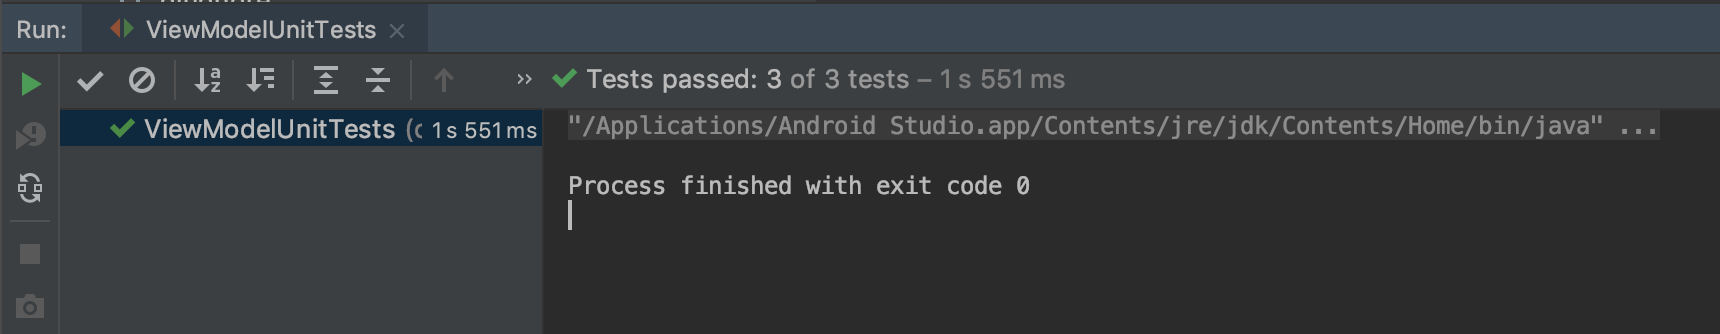 Run:
ViewModelUnitTests
Tests passed: 3 of 3 tests – 1 s 551 ms
ViewModelUnitTests 1 s 551 ms
"/Applications/Android Studio.app/Contents/jre/jdk/Contents/Home/bin/java" ...
Process finished with exit code 0